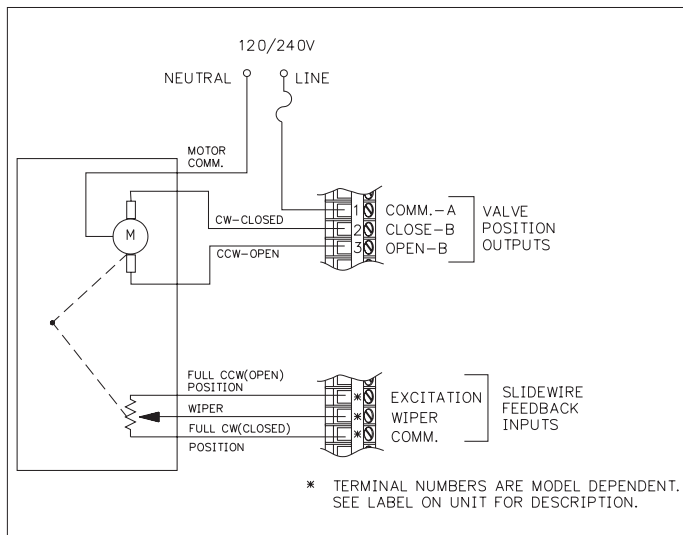 120/240V
NEUTRAL
LINE
MOTOR
COMM.
CW-CLOSED
CCW-OPEN
M
1 COMM.-A
2 CLOSE-B
3 OPEN-B
VALVE
POSITION
OUTPUTS
FULL CCW(OPEN)
POSITION
WIPER
FULL CW(CLOSED)
POSITION
* EXCITATION
* WIPER
* COMM.
SLIDEWIRE
FEEDBACK
INPUTS
* TERMINAL NUMBERS ARE MODEL DEPENDENT.
SEE LABEL ON UNIT FOR DESCRIPTION.